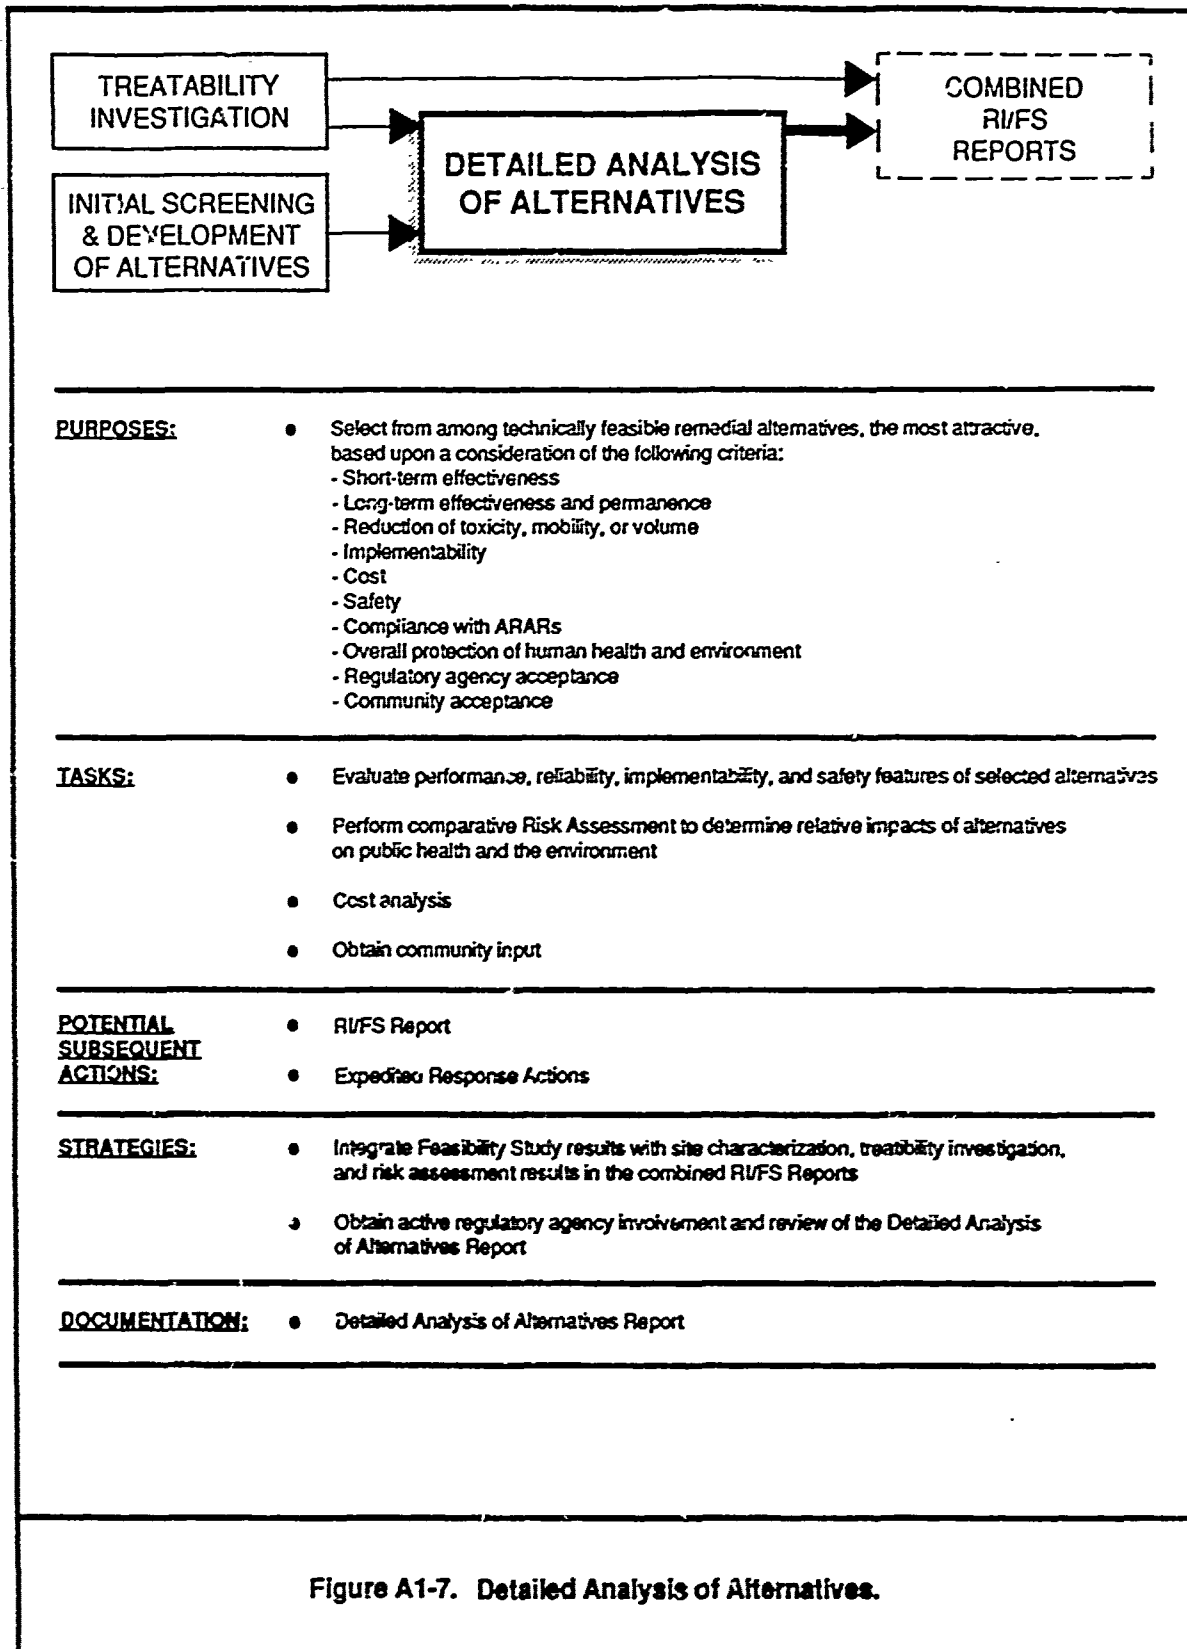 TREATABILITY
INVESTIGATION
COMBINED
RI/FS
REPORTS
DETAILED ANALYSIS
OF ALTERNATIVES
INITIAL SCREENING
& DEVELOPMENT
OF ALTERNATIVES
PURPOSES:
● Select from among technically feasible remedial alternatives, the most attractive,
based upon a consideration of the following criteria:
- Short-term effectiveness
- Long-term effectiveness and permanence
- Reduction of toxicity, mobility, or volume
- Implementability
- Cost
- Safety
- Compliance with ARARs
- Overall protection of human health and environment
- Regulatory agency acceptance
- Community acceptance
TASKS:
● Evaluate performance, reliability, implementability, and safety features of selected alternatives
● Perform comparative Risk Assessment to determine relative impacts of alternatives
on public health and the environment
● Cost analysis
● Obtain community input
POTENTIAL
SUBSEQUENT
ACTIONS:
● RI/FS Report
● Expedited Response Actions
STRATEGIES:
● Integrate Feasibility Study results with site characterization, treatibility investigation,
and risk assessment results in the combined RI/FS Reports
● Obtain active regulatory agency involvement and review of the Detailed Analysis
of Alternatives Report
DOCUMENTATION:
● Detailed Analysis of Alternatives Report
Figure A1-7. Detailed Analysis of Alternatives.